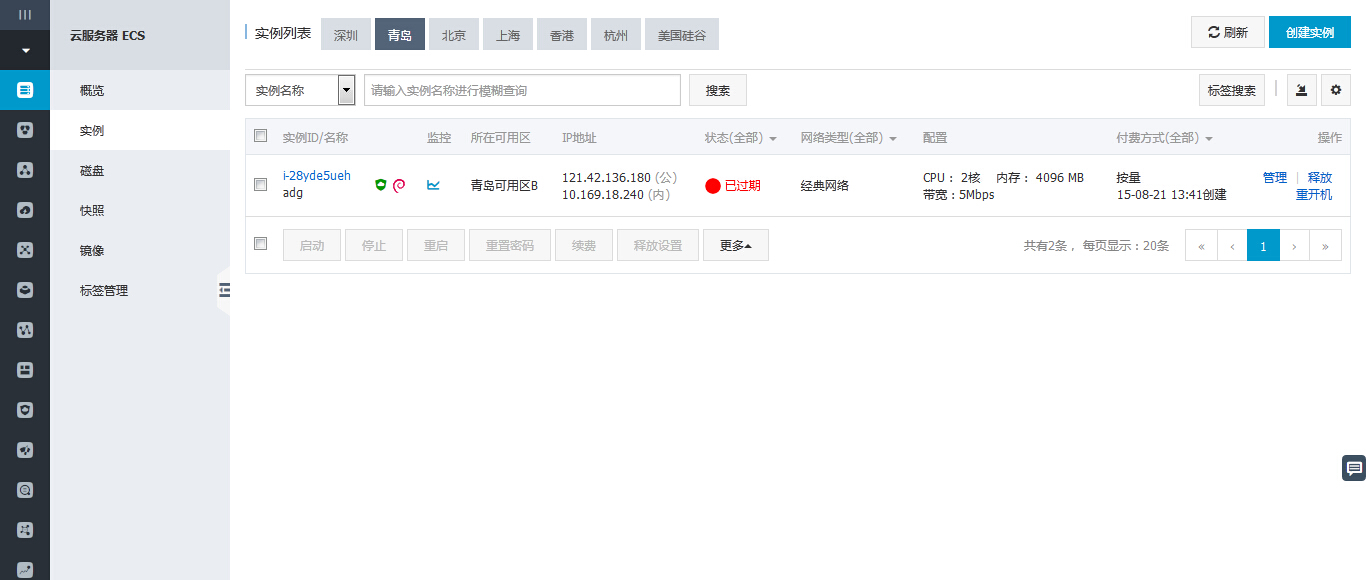 云服务器 ECS
概览
实例
磁盘
快照
镜像
标签管理
实例列表 深圳 青岛 北京 上海 香港 杭州 美国硅谷 刷新 创建实例
实例名称 请输入实例名称进行模糊查询 搜索 标签搜索
实例ID/名称 监控 所在可用区 IP地址 状态(全部) 网络类型(全部) 配置 付费方式(全部) 操作
i-28yde5ueh
adg
青岛可用区B
121.42.136.180 (公)
10.169.18.240 (内)
已过期
经典网络
CPU： 2核 内存： 4096 MB
带宽：5Mbps
按量
15-08-21 13:41创建
管理 | 释放
重开机
启动 停止 重启 重置密码 续费 释放设置 更多 共有2条，每页显示：20条 « ‹ 1 › »